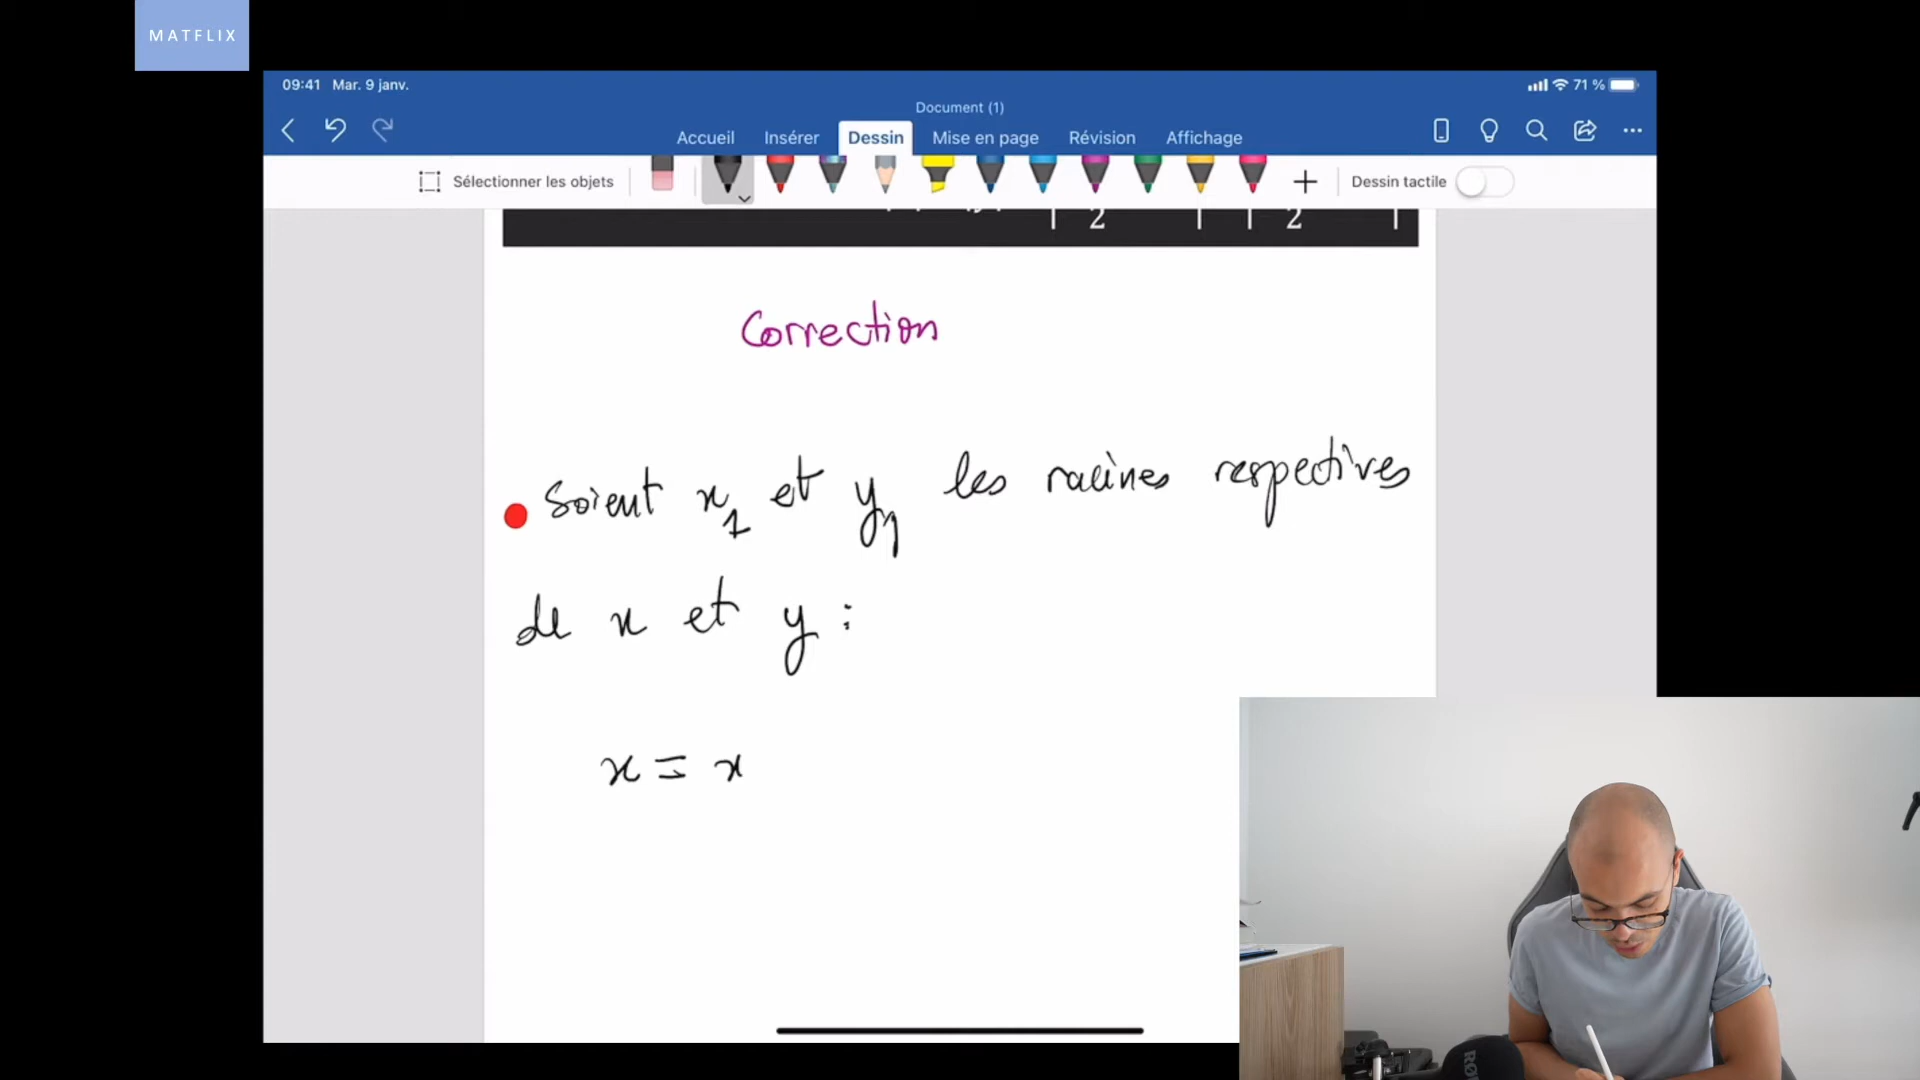 MATFLIX
09:41 Mar. 9 janv.
71 %
Document (1)
Accueil Insérer Dessin Mise en page Révision Affichage
Sélectionner les objets
Dessin tactile
2 2
Correction
• Soient x₁ et y₁ les racines respectives
de x et y :
x = x
RØDE